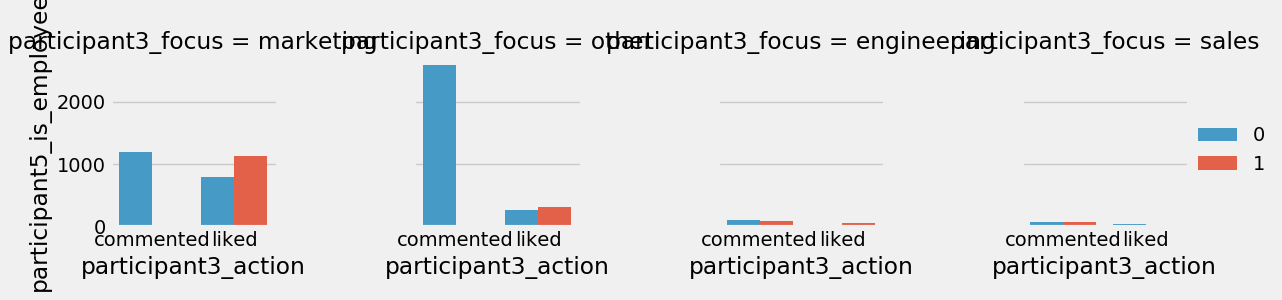 participant3_focus = marketing
participant3_focus = other
participant3_focus = engineering
participant3_focus = sales
participant5_is_employee
2000
1000
0
commented liked
commented liked
commented liked
commented liked
participant3_action
participant3_action
participant3_action
participant3_action
0
1